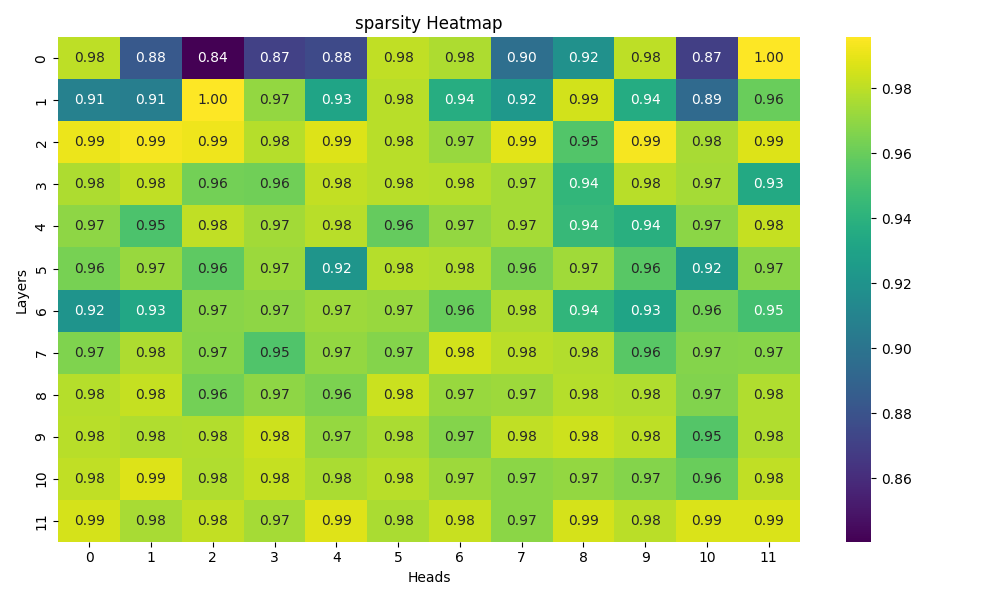 sparsity Heatmap
0 0.98 0.88 0.84 0.87 0.88 0.98 0.98 0.90 0.92 0.98 0.87 1.00
1 0.91 0.91 1.00 0.97 0.93 0.98 0.94 0.92 0.99 0.94 0.89 0.96
2 0.99 0.99 0.99 0.98 0.99 0.98 0.97 0.99 0.95 0.99 0.98 0.99
3 0.98 0.98 0.96 0.96 0.98 0.98 0.98 0.97 0.94 0.98 0.97 0.93
4 0.97 0.95 0.98 0.97 0.98 0.96 0.97 0.97 0.94 0.94 0.97 0.98
5 0.96 0.97 0.96 0.97 0.92 0.98 0.98 0.96 0.97 0.96 0.92 0.97
6 0.92 0.93 0.97 0.97 0.97 0.97 0.96 0.98 0.94 0.93 0.96 0.95
7 0.97 0.98 0.97 0.95 0.97 0.97 0.98 0.98 0.98 0.96 0.97 0.97
8 0.98 0.98 0.96 0.97 0.96 0.98 0.97 0.97 0.98 0.98 0.97 0.98
9 0.98 0.98 0.98 0.98 0.97 0.98 0.97 0.98 0.98 0.98 0.95 0.98
10 0.98 0.99 0.98 0.98 0.98 0.98 0.97 0.97 0.97 0.97 0.96 0.98
11 0.99 0.98 0.98 0.97 0.99 0.98 0.98 0.97 0.99 0.98 0.99 0.99
0 1 2 3 4 5 6 7 8 9 10 11
Heads
Layers
0.98
0.96
0.94
0.92
0.90
0.88
0.86